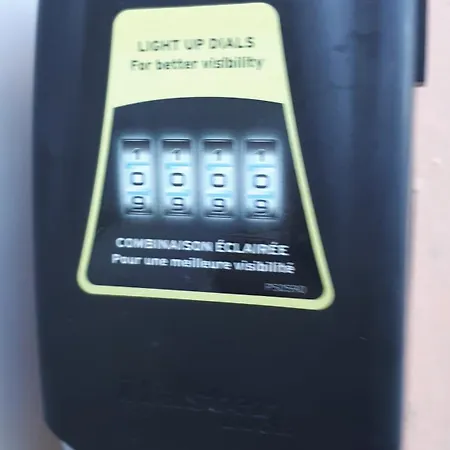 LIGHT UP DIALS
For better visibility
1 1 1 1
0 0 0 0
9 9 9 9
COMBINAISON ÉCLAIRÉE
Pour une meilleure visibilité